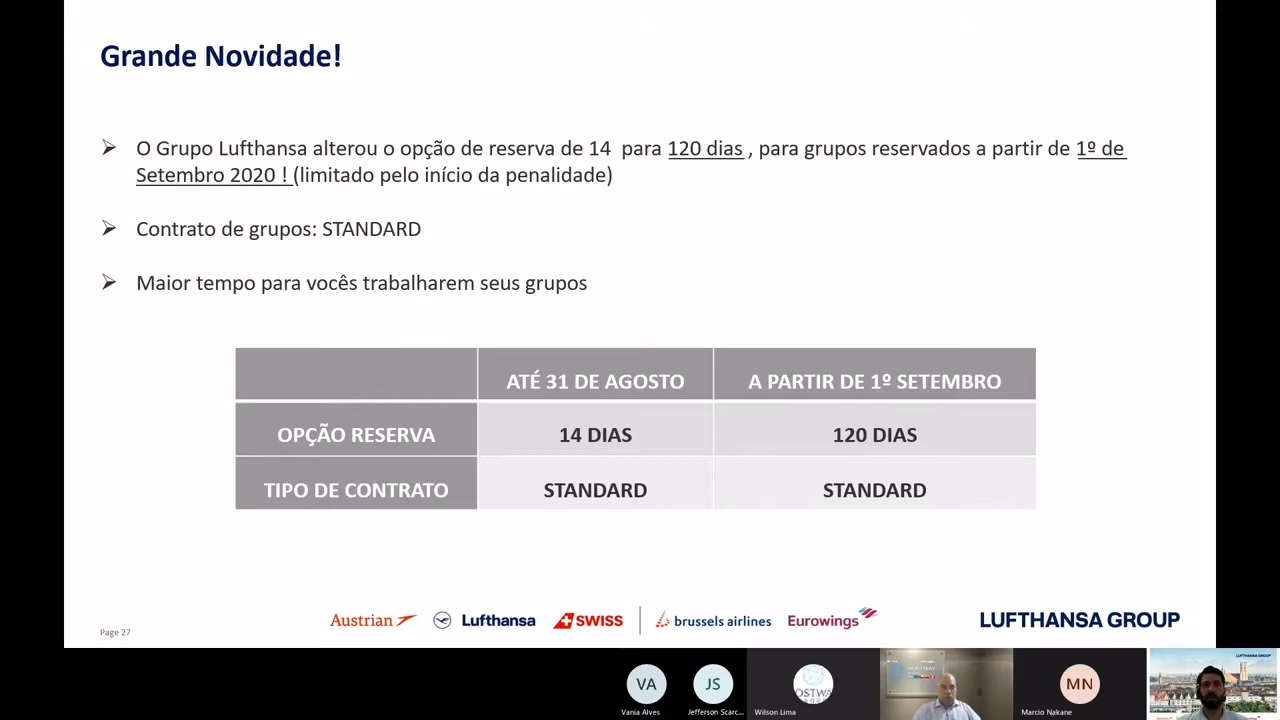 Grande Novidade!
O Grupo Lufthansa alterou o opção de reserva de 14 para 120 dias , para grupos reservados a partir de 1º de
Setembro 2020 ! (limitado pelo início da penalidade)
Contrato de grupos: STANDARD
Maior tempo para vocês trabalharem seus grupos
ATÉ 31 DE AGOSTO A PARTIR DE 1º SETEMBRO
OPÇÃO RESERVA 14 DIAS 120 DIAS
TIPO DE CONTRATO STANDARD STANDARD
Austrian Lufthansa SWISS brussels airlines Eurowings LUFTHANSA GROUP
Page 27
VA JS MN
Vania Alves Jefferson Scarc... Wilson Lima Marcio Nakane
LUFTHANSA GROUP